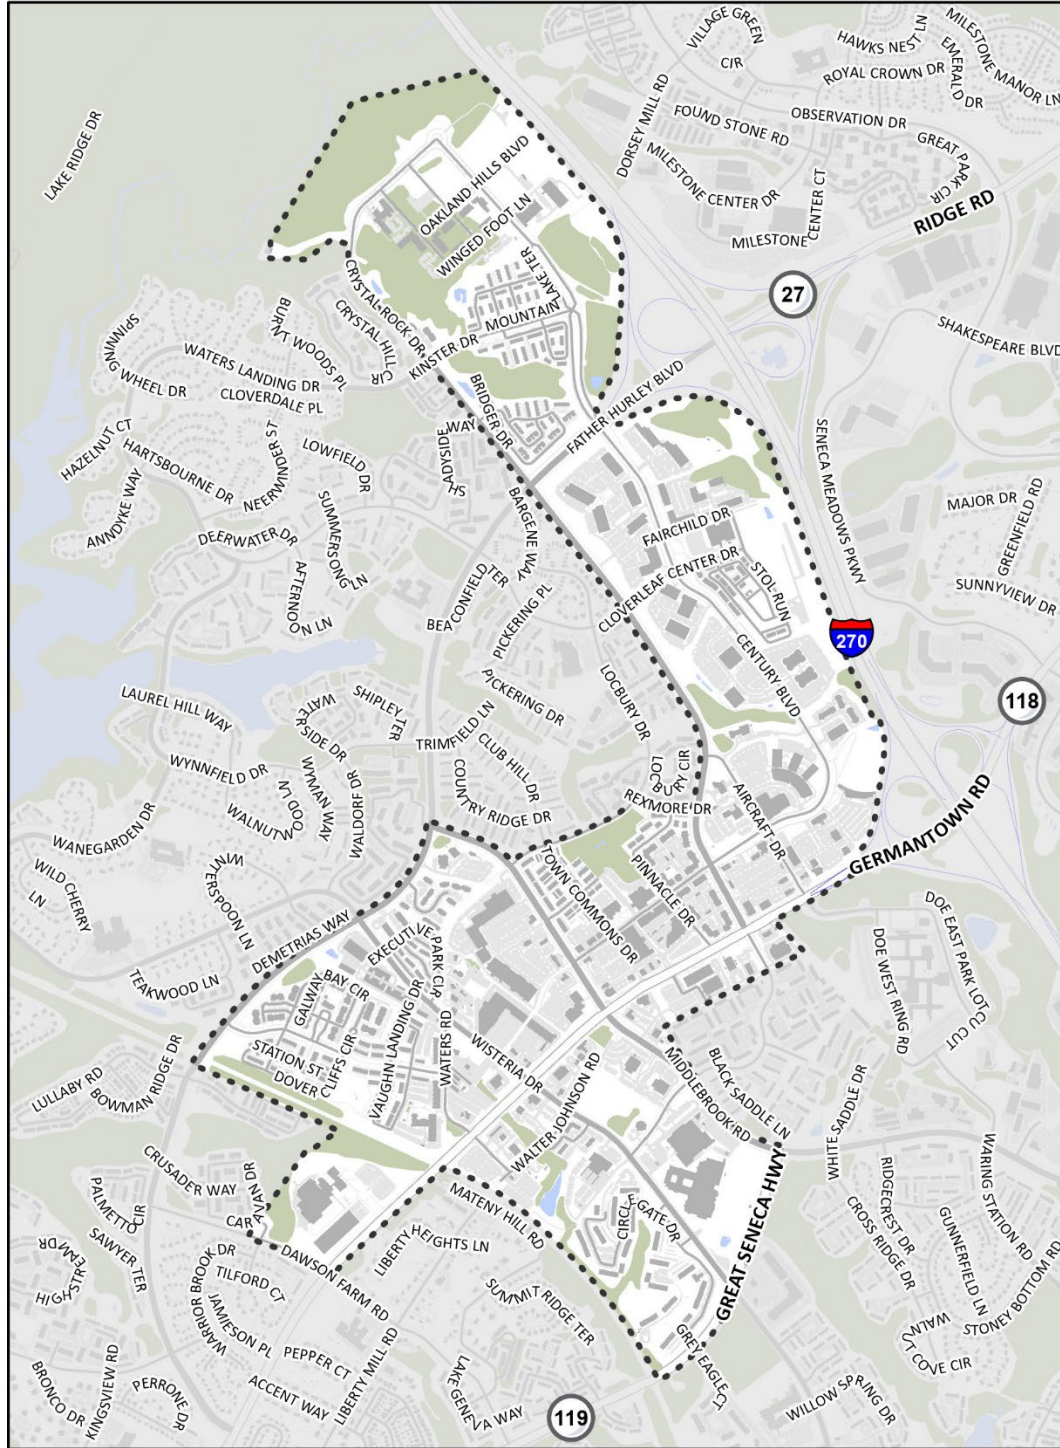 VILLAGE GREEN
CIR
HAWKS NEST LN
MILESTONE MANOR LN
EMERALD DR
ROYAL CROWN DR
DORSEY MILL RD
FOUND STONE RD
OBSERVATION DR
GREAT PARK CIR
LAKE RIDGE DR
MILESTONE CENTER DR
CENTER CT
MILESTONE
RIDGE RD
OAKLAND HILLS BLVD
WINGED FOOT LN
LAKE TER
MOUNTAIN
27
CRYSTAL ROCK DR
CRYSTAL HILL CIR
BURNT WOODS PL
KINSTER DR
SPINNING WHEEL DR
WATERS LANDING DR
CLOVERDALE PL
SHAKESPEARE BLVD
BRIDGER DR
FATHER HURLEY BLVD
SHADYSIDE WAY
HAZELNUT CT
HARTSBOURNE DR
NEERWINDER ST
LOWFIELD DR
ANNDYKE WAY
SUMMERSONG LN
BARGENE WAY
SENECA MEADOWS PKWY
MAJOR DR
GREENFIELD RD
SUNNYVIEW DR
DEERWATER DR
AFTERNOON LN
FAIRCHILD DR
CLOVERLEAF CENTER DR
STOL RUN
BEACONFIELD TER
PICKERING PL
270
CENTURY BLVD
118
LAUREL HILL WAY
WATERSIDE DR
SHIPLEY TER
PICKERING DR
LOCBURY DR
TRIMFIELD LN
CLUB HILL DR
LOCBURY CIR
WYNNFIELD DR
WYMAN WAY
WALDORF DR
COUNTRY RIDGE DR
REXMORE DR
AIRCRAFT DR
WALNUTWOOD LN
WANEGARDEN DR
GERMANTOWN RD
WILD CHERRY
LN
WINTERSPOON LN
TOWN COMMONS DR
PINNACLE DR
DEMETRIAS WAY
EXECUTIVE
PARK CIR
DOE EAST PARK LOT
CU CUT
DOE WEST RING RD
TEAKWOOD LN
GALWAY
BAY CIR
VAUGHN LANDING DR
WATERS RD
WISTERIA DR
STATION ST
DOVER
CLIFFS CIR
LULLABY RD
BOWMAN RIDGE DR
WALTER JOHNSON RD
MIDDLEBROOK RD
BLACK SADDLE LN
WHITE SADDLE DR
CRUSADER WAY
CARAVAN DR
PALMETTO CIR
SAWYER TER
MATENY HILL RD
CIRCLE GATE DR
GREAT SENECA HWY
RIDGECREST DR
CROSS RIDGE DR
GUNNERFIELD LN
WARING STATION RD
STONEY BOTTOM RD
HIGHSTREAM DR
WARRIOR BROOK DR
TILFORD CT
DAWSON FARM RD
LIBERTY
HEIGHTS LN
SUMMIT RIDGE TER
WALNUT COVE CIR
JAMIESON PL
PEPPER CT
GREY EAGLE CT
BRONCO DR
KINGSVIEW RD
PERRONE DR
ACCENT WAY
LIBERTY MILL RD
LAKE GENEVA WAY
WILLOW SPRING DR
119